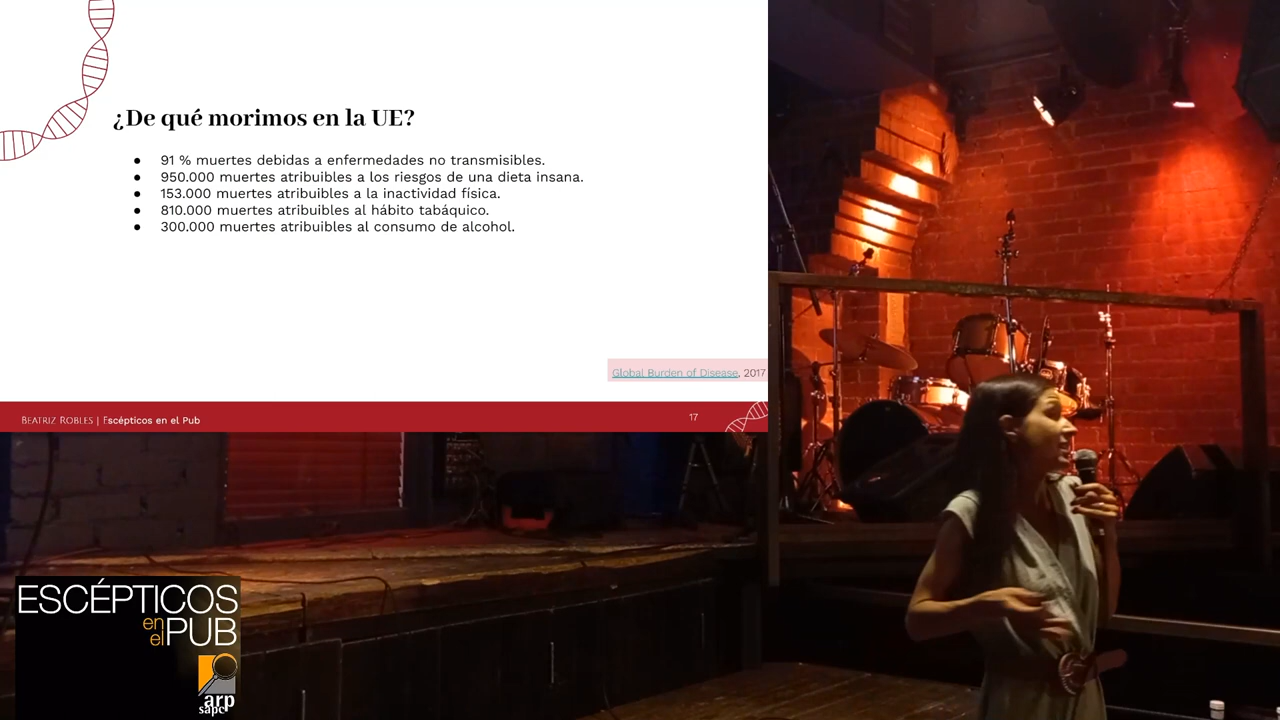 ¿De qué morimos en la UE?
● 91 % muertes debidas a enfermedades no transmisibles.
● 950.000 muertes atribuibles a los riesgos de una dieta insana.
● 153.000 muertes atribuibles a la inactividad física.
● 810.000 muertes atribuibles al hábito tabáquico.
● 300.000 muertes atribuibles al consumo de alcohol.
Global Burden of Disease, 2017
BEATRIZ ROBLES | Escépticos en el Pub
17
ESCÉPTICOS
en
el PUB
arp
sapc